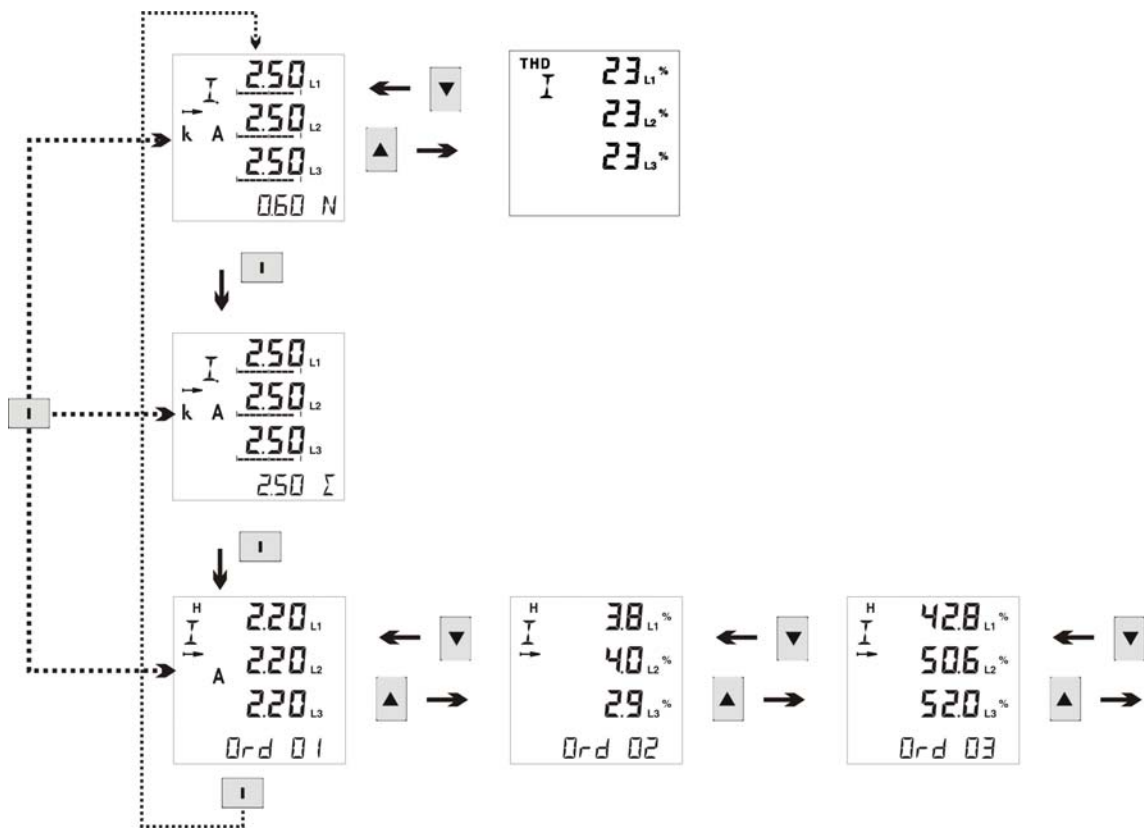 2.50 L1
2.50 L2
k A
2.50 L3
0.60 N
THD
23 L1 %
23 L2 %
23 L3 %
I
2.50 L1
2.50 L2
k A
2.50 L3
2.50 Σ
I
I
H
2.20 L1
2.20 L2
A
2.20 L3
Ord 01
H
3.8 L1 %
4.0 L2 %
2.9 L3 %
Ord 02
H
42.8 L1 %
50.6 L2 %
52.0 L3 %
Ord 03
I